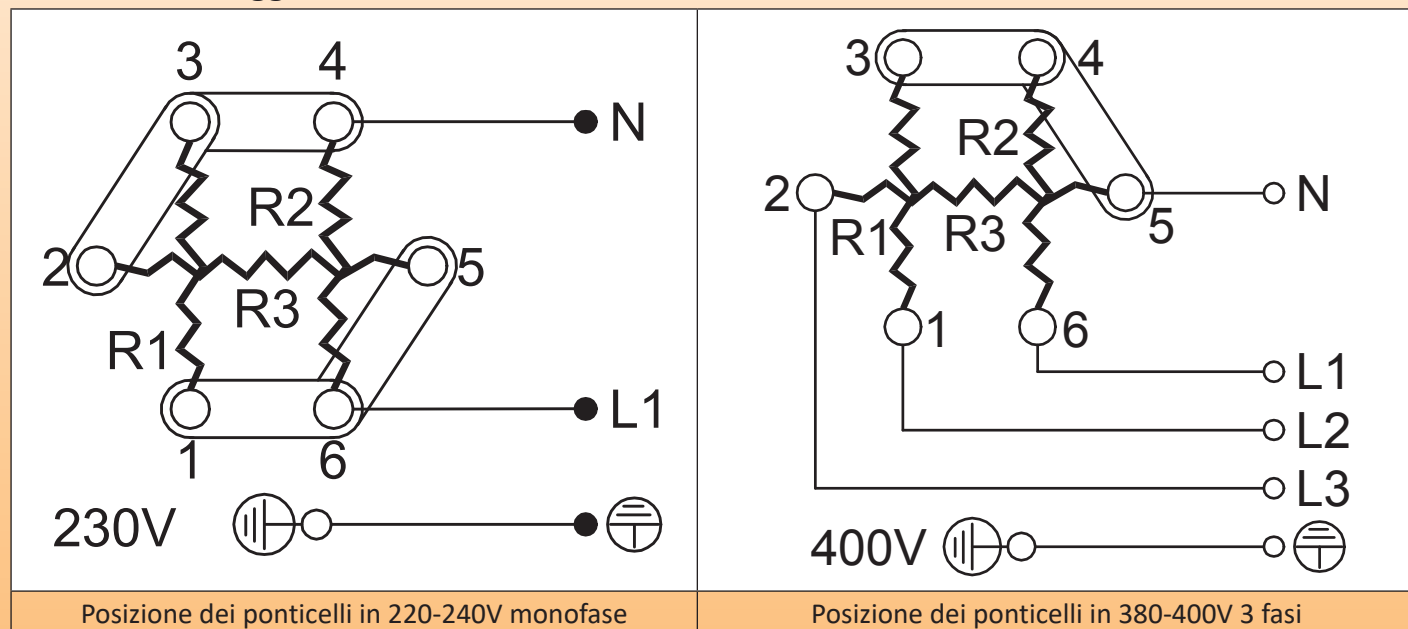 3 4
N
R2
2 5
R3
R1
L1
1 6
230V
3 4
R2
2 N
R1 R3 5
1 6
L1
L2
L3
400V
Posizione dei ponticelli in 220-240V monofase
Posizione dei ponticelli in 380-400V 3 fasi